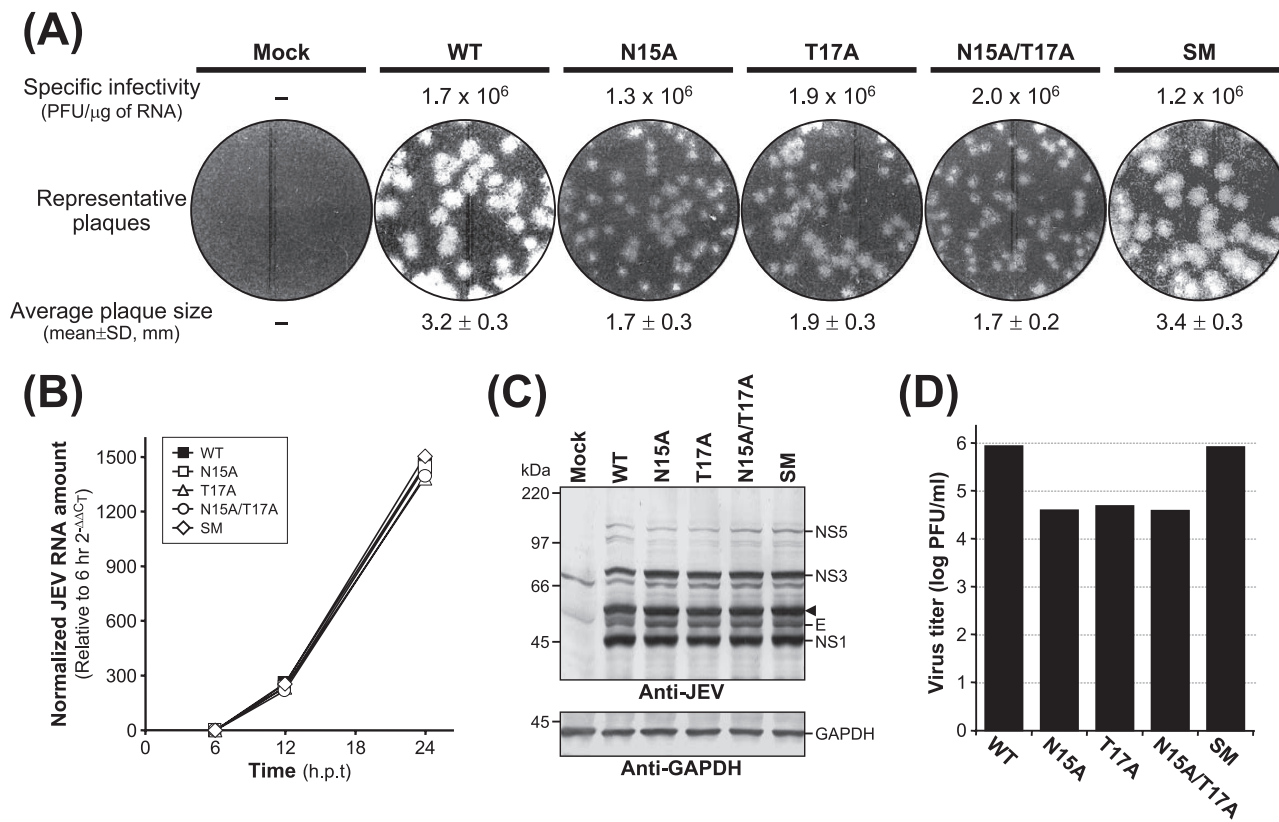 (A)
Mock WT N15A T17A N15A/T17A SM
Specific infectivity
(PFU/μg of RNA)
– 1.7 x 10⁶ 1.3 x 10⁶ 1.9 x 10⁶ 2.0 x 10⁶ 1.2 x 10⁶
Representative
plaques
Average plaque size
(mean±SD, mm)
– 3.2 ± 0.3 1.7 ± 0.3 1.9 ± 0.3 1.7 ± 0.2 3.4 ± 0.3
(B)
Normalized JEV RNA amount
(Relative to 6 hr 2^-ΔΔC_T)
1500
1200
900
600
300
0
WT
N15A
T17A
N15A/T17A
SM
0 6 12 18 24
Time (h.p.t)
(C)
kDa
Mock WT N15A T17A N15A/T17A SM
220
97
66
45
NS5
NS3
E
NS1
Anti-JEV
45
GAPDH
Anti-GAPDH
(D)
Virus titer (log PFU/ml)
6
5
4
3
2
1
0
WT N15A T17A N15A/T17A SM